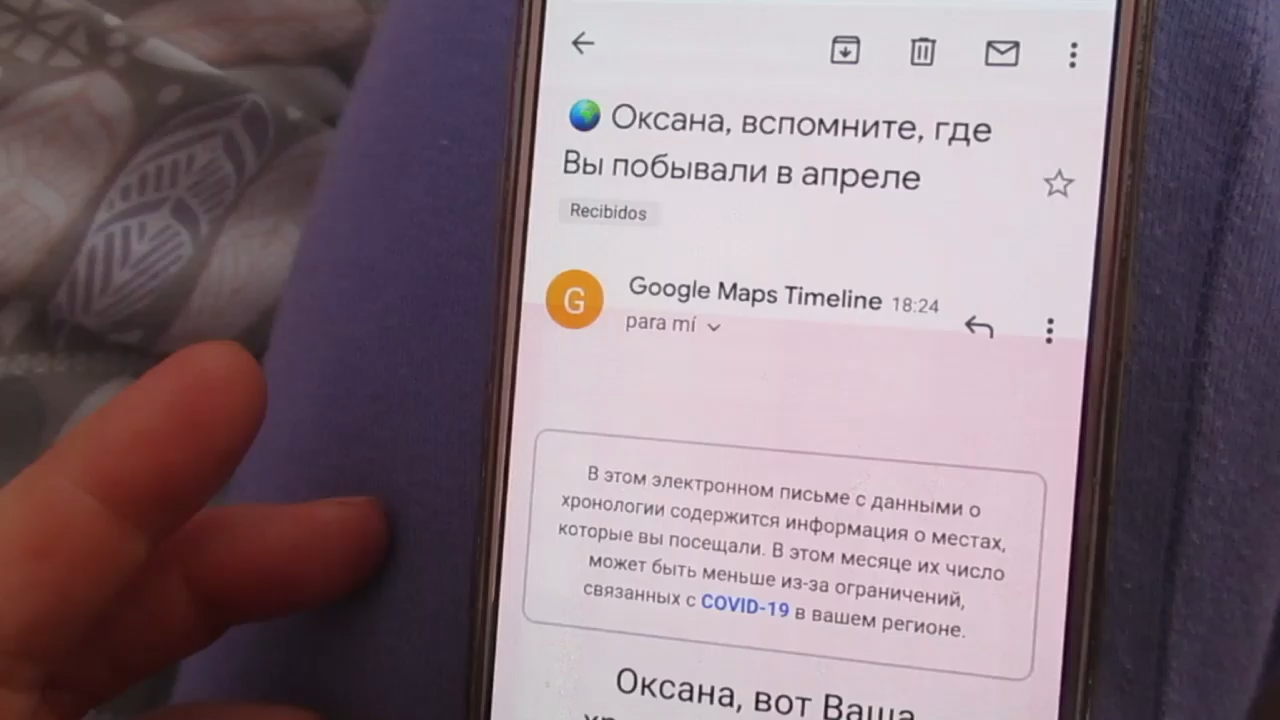 Оксана, вспомните, где
Вы побывали в апреле
Recibidos
G
Google Maps Timeline 18:24
para mí
В этом электронном письме с данными о
хронологии содержится информация о местах,
которые вы посещали. В этом месяце их число
может быть меньше из-за ограничений,
связанных с COVID-19 в вашем регионе.
Оксана, вот Ваша